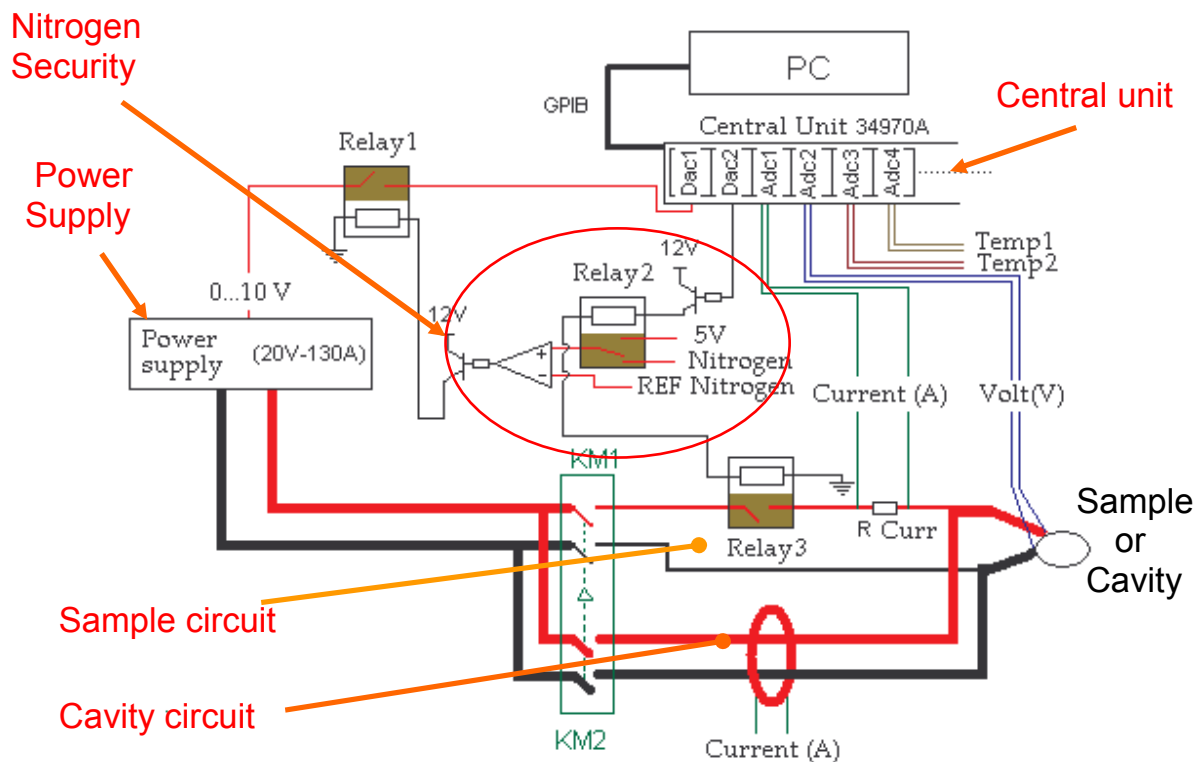 Nitrogen
Security
PC
GPIB
Central unit
Central Unit 34970A
Relay1
Dac1
Dac2
Adc1
Adc2
Adc3
Adc4
Power
Supply
Temp1
Temp2
12V
Relay2
0...10 V
12V
5V
Nitrogen
REF Nitrogen
Power
supply
(20V-130A)
+
−
Current (A)
Volt(V)
KM1
Sample
or
Cavity
R Curr
Relay3
Sample circuit
Cavity circuit
KM2
Current (A)